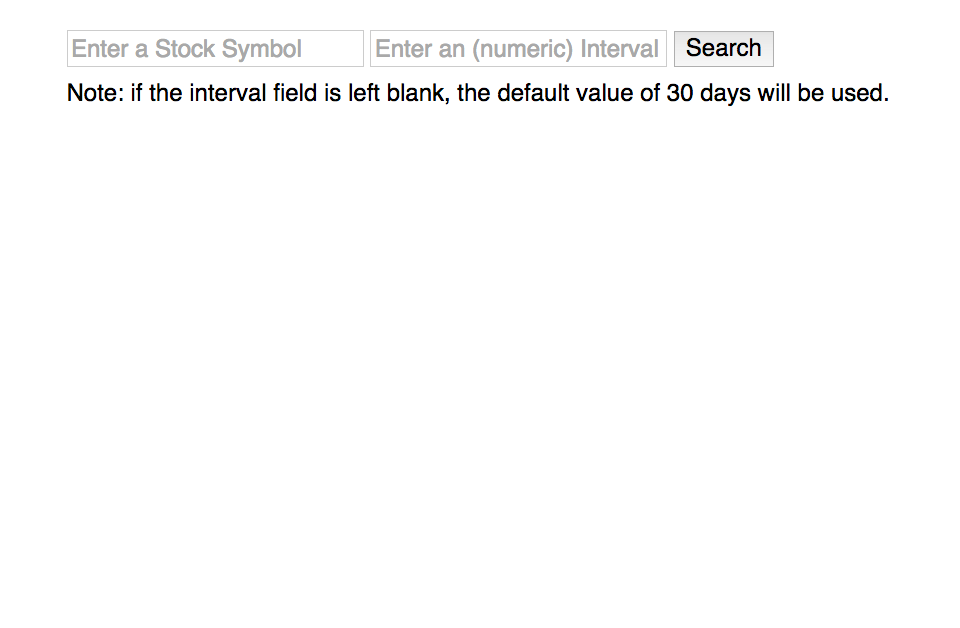 Enter a Stock Symbol Enter an (numeric) Interval Search
Note: if the interval field is left blank, the default value of 30 days will be used.